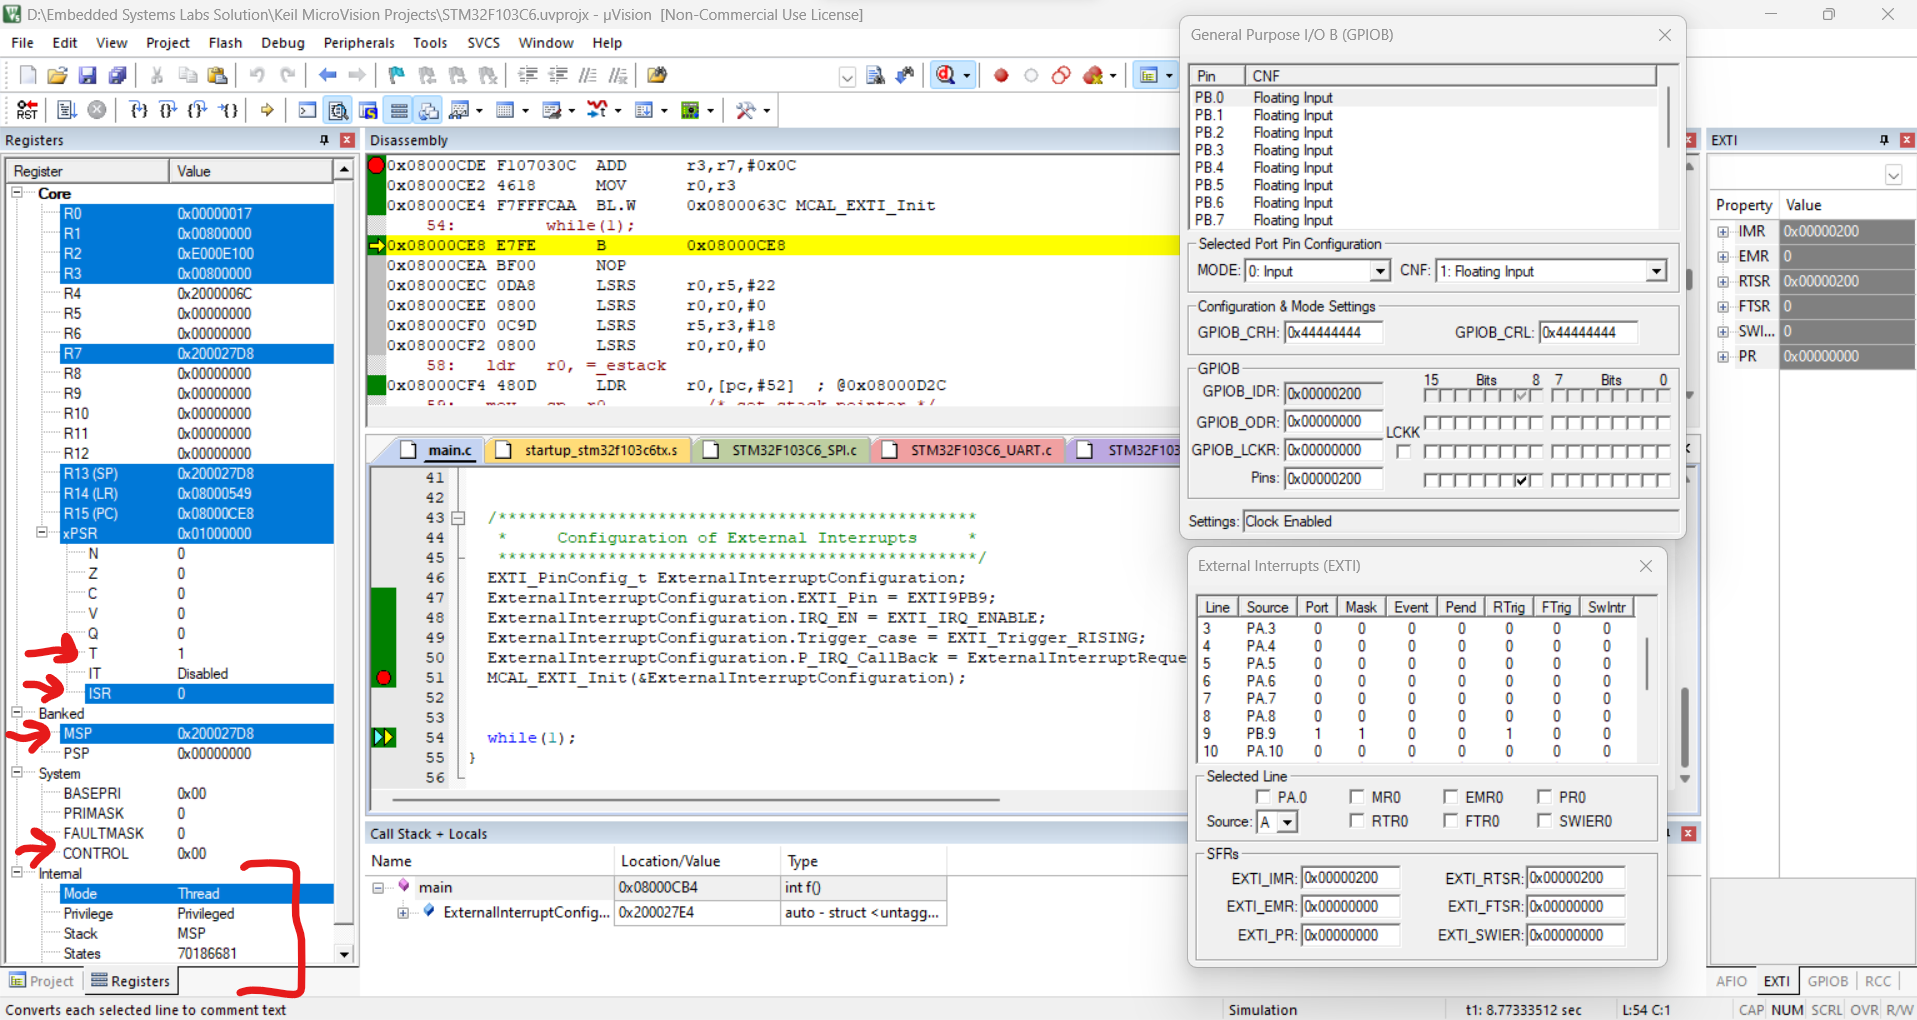 D:\Embedded Systems Labs Solution\Keil MicroVision Projects\STM32F103C6.uvprojx - µVision  [Non-Commercial Use License]
File Edit View Project Flash Debug Peripherals Tools SVCS Window Help
Registers
Register Value
Core
R0 0x00000017
R1 0x00800000
R2 0xE000E100
R3 0x00800000
R4 0x2000006C
R5 0x00000000
R6 0x00000000
R7 0x200027D8
R8 0x00000000
R9 0x00000000
R10 0x00000000
R11 0x00000000
R12 0x00000000
R13 (SP) 0x200027D8
R14 (LR) 0x08000549
R15 (PC) 0x08000CE8
xPSR 0x01000000
N 0
Z 0
C 0
V 0
Q 0
T 1
IT Disabled
ISR 0
Banked
MSP 0x200027D8
PSP 0x00000000
System
BASEPRI 0x00
PRIMASK 0
FAULTMASK 0
CONTROL 0x00
Internal
Mode Thread
Privilege Privileged
Stack MSP
States 70186681
Project Registers
Disassembly
0x08000CDE F107030C ADD r3,r7,#0x0C
0x08000CE2 4618 MOV r0,r3
0x08000CE4 F7FFFCAA BL.W 0x0800063C MCAL_EXTI_Init
54: while(1);
0x08000CE8 E7FE B 0x08000CE8
0x08000CEA BF00 NOP
0x08000CEC 0DA8 LSRS r0,r5,#22
0x08000CEE 0800 LSRS r0,r0,#0
0x08000CF0 0C9D LSRS r5,r3,#18
0x08000CF2 0800 LSRS r0,r0,#0
58: ldr r0, =_estack
0x08000CF4 480D LDR r0,[pc,#52] ; @0x08000D2C
59: mov sp, r0 /* set stack pointer */
main.c startup_stm32f103c6tx.s STM32F103C6_SPI.c STM32F103C6_UART.c STM32F103
41
42
43 /************************************************
44 * Configuration of External Interrupts *
45 ************************************************/
46 EXTI_PinConfig_t ExternalInterruptConfiguration;
47 ExternalInterruptConfiguration.EXTI_Pin = EXTI9PB9;
48 ExternalInterruptConfiguration.IRQ_EN = EXTI_IRQ_ENABLE;
49 ExternalInterruptConfiguration.Trigger_case = EXTI_Trigger_RISING;
50 ExternalInterruptConfiguration.P_IRQ_CallBack = ExternalInterruptReque
51 MCAL_EXTI_Init(&ExternalInterruptConfiguration);
52
53
54 while(1);
55 }
56
Call Stack + Locals
Name Location/Value Type
main 0x08000CB4 int f()
ExternalInterruptConfig... 0x200027E4 auto - struct <untagg...
General Purpose I/O B (GPIOB)
Pin CNF
PB.0 Floating Input
PB.1 Floating Input
PB.2 Floating Input
PB.3 Floating Input
PB.4 Floating Input
PB.5 Floating Input
PB.6 Floating Input
PB.7 Floating Input
Selected Port Pin Configuration
MODE: 0: Input CNF: 1: Floating Input
Configuration & Mode Settings
GPIOB_CRH: 0x44444444 GPIOB_CRL: 0x44444444
GPIOB
15 Bits 8 7 Bits 0
GPIOB_IDR: 0x00000200
GPIOB_ODR: 0x00000000
LCKK
GPIOB_LCKR: 0x00000000
Pins: 0x00000200
Settings: Clock Enabled
External Interrupts (EXTI)
Line Source Port Mask Event Pend RTrig FTrig SwIntr
3 PA.3 0 0 0 0 0 0 0
4 PA.4 0 0 0 0 0 0 0
5 PA.5 0 0 0 0 0 0 0
6 PA.6 0 0 0 0 0 0 0
7 PA.7 0 0 0 0 0 0 0
8 PA.8 0 0 0 0 0 0 0
9 PB.9 1 1 0 0 1 0 0
10 PA.10 0 0 0 0 0 0 0
Selected Line
PA.0 MR0 EMR0 PR0
Source: A RTR0 FTR0 SWIER0
SFRs
EXTI_IMR: 0x00000200 EXTI_RTSR: 0x00000200
EXTI_EMR: 0x00000000 EXTI_FTSR: 0x00000000
EXTI_PR: 0x00000000 EXTI_SWIER: 0x00000000
EXTI
Property Value
IMR 0x00000200
EMR 0
RTSR 0x00000200
FTSR 0
SWI... 0
PR 0x00000000
AFIO EXTI GPIOB RCC
Converts each selected line to comment text Simulation t1: 8.77333512 sec L:54 C:1 CAP NUM SCRL OVR R/W